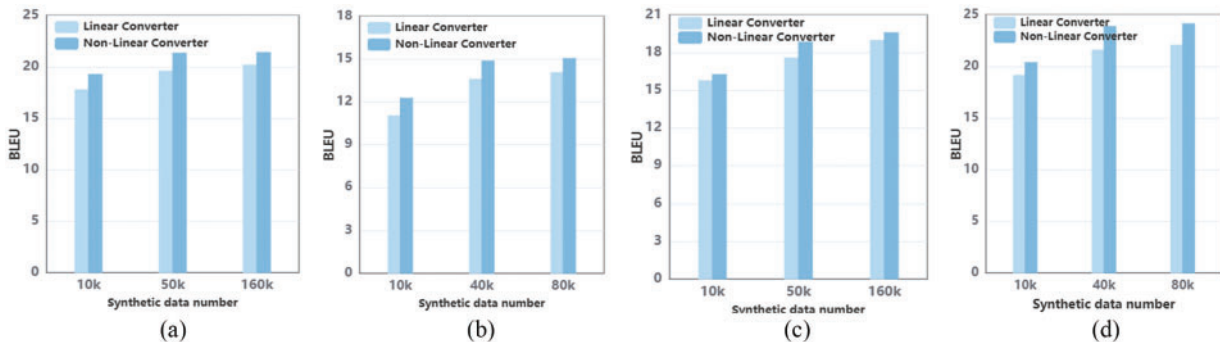 25
20
15
10
5
0
BLEU
Linear Converter
Non-Linear Converter
10k 50k 160k
Synthetic data number
(a)
18
15
12
9
6
3
0
BLEU
Linear Converter
Non-Linear Converter
10k 40k 80k
Synthetic data number
(b)
21
18
15
12
9
6
3
0
BLEU
Linear Converter
Non-Linear Converter
10k 50k 160k
Synthetic data number
(c)
25
20
15
10
5
0
BLEU
Linear Converter
Non-Linear Converter
10k 40k 80k
Synthetic data number
(d)